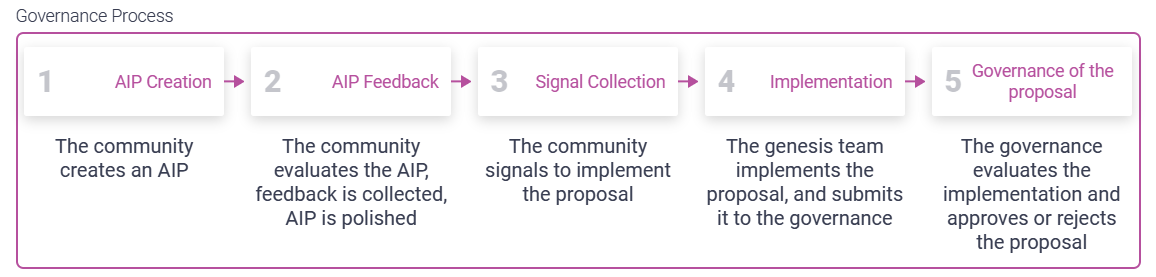 Governance Process
1 AIP Creation
The community
creates an AIP
2 AIP Feedback
The community
evaluates the AIP,
feedback is collected,
AIP is polished
3 Signal Collection
The community
signals to implement
the proposal
4 Implementation
The genesis team
implements the
proposal, and submits
it to the governance
5 Governance of the
proposal
The governance
evaluates the
implementation and
approves or rejects
the proposal